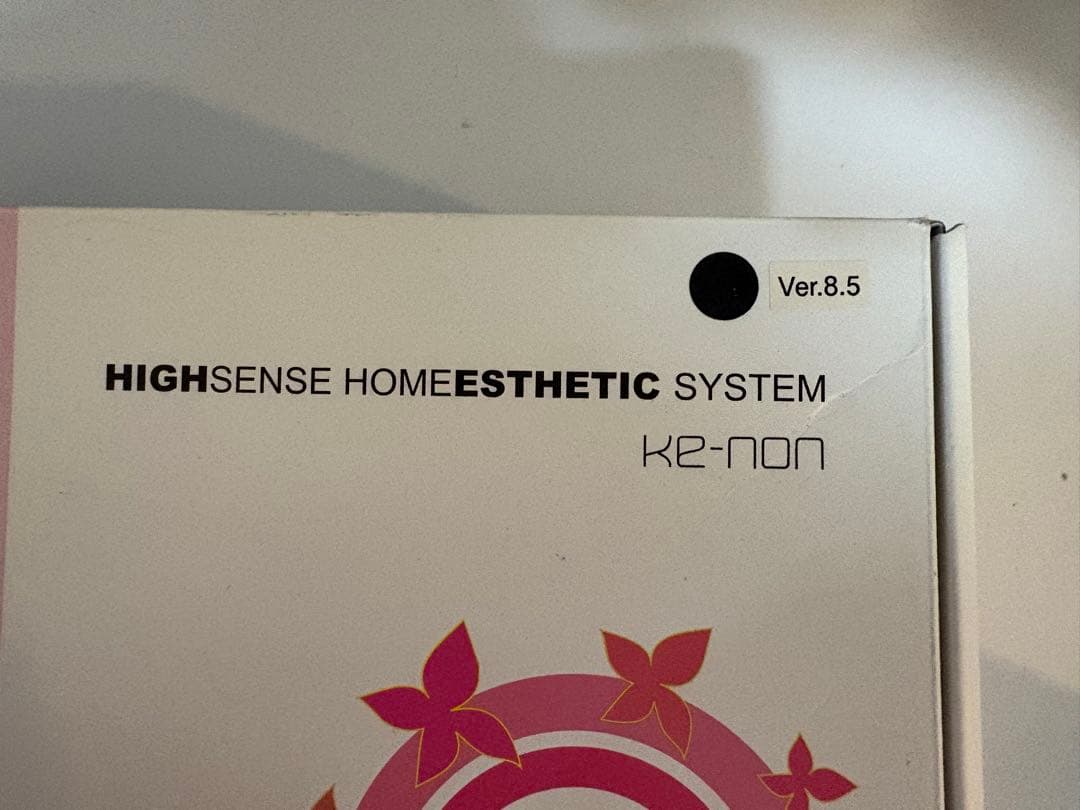 Ver.8.5
HIGHSENSE HOMEESTHETIC SYSTEM
ke-non